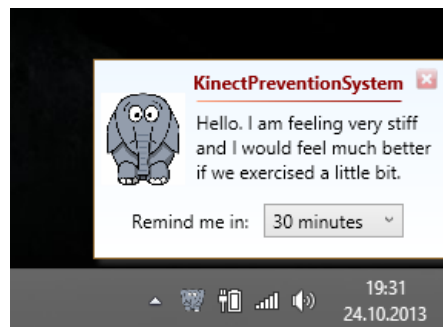 KinectPreventionSystem
Hello. I am feeling very stiff
and I would feel much better
if we exercised a little bit.
Remind me in: 30 minutes
19:31
24.10.2013